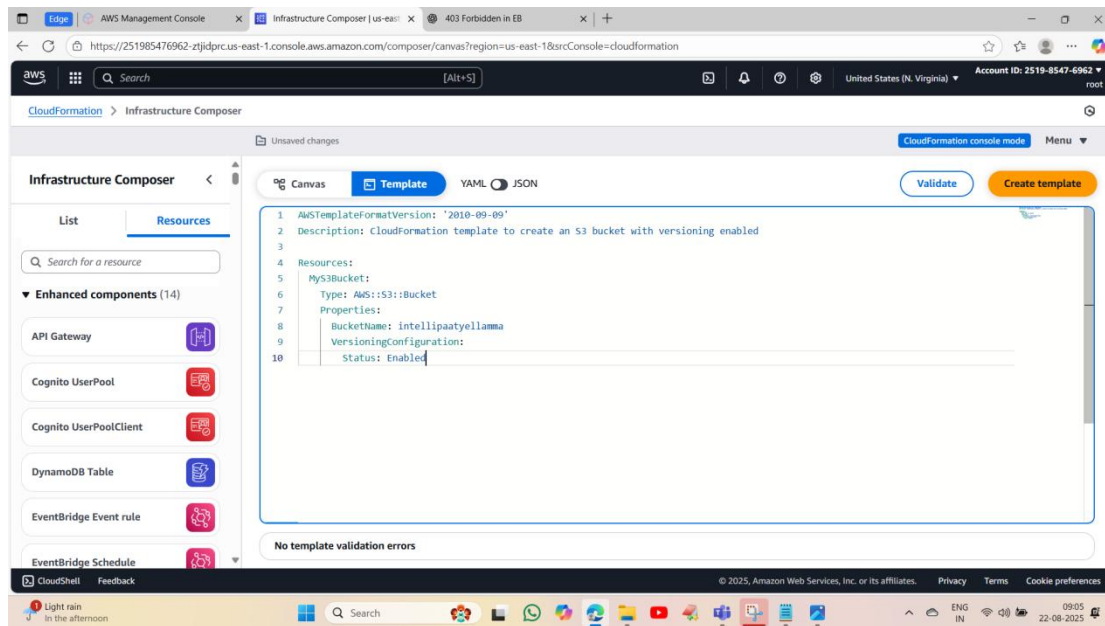 Edge
AWS Management Console
Infrastructure Composer | us-east
403 Forbidden in EB
https://251985476962-ztjidprc.us-east-1.console.aws.amazon.com/composer/canvas?region=us-east-1&srcConsole=cloudformation
aws
Search [Alt+S]
United States (N. Virginia)
Account ID: 2519-8547-6962
root
CloudFormation > Infrastructure Composer
Unsaved changes
CloudFormation console mode
Menu
Infrastructure Composer
Canvas Template YAML JSON
Validate
Create template
List Resources
Search for a resource
Enhanced components (14)
API Gateway
Cognito UserPool
Cognito UserPoolClient
DynamoDB Table
EventBridge Event rule
EventBridge Schedule
1 AWSTemplateFormatVersion: '2010-09-09'
2 Description: CloudFormation template to create an S3 bucket with versioning enabled
3
4 Resources:
5 MyS3Bucket:
6 Type: AWS::S3::Bucket
7 Properties:
8 BucketName: intellipaatyellamma
9 VersioningConfiguration:
10 Status: Enabled
No template validation errors
CloudShell Feedback
© 2025, Amazon Web Services, Inc. or its affiliates. Privacy Terms Cookie preferences
1
Light rain
In the afternoon
Search
ENG
IN
09:05
22-08-2025